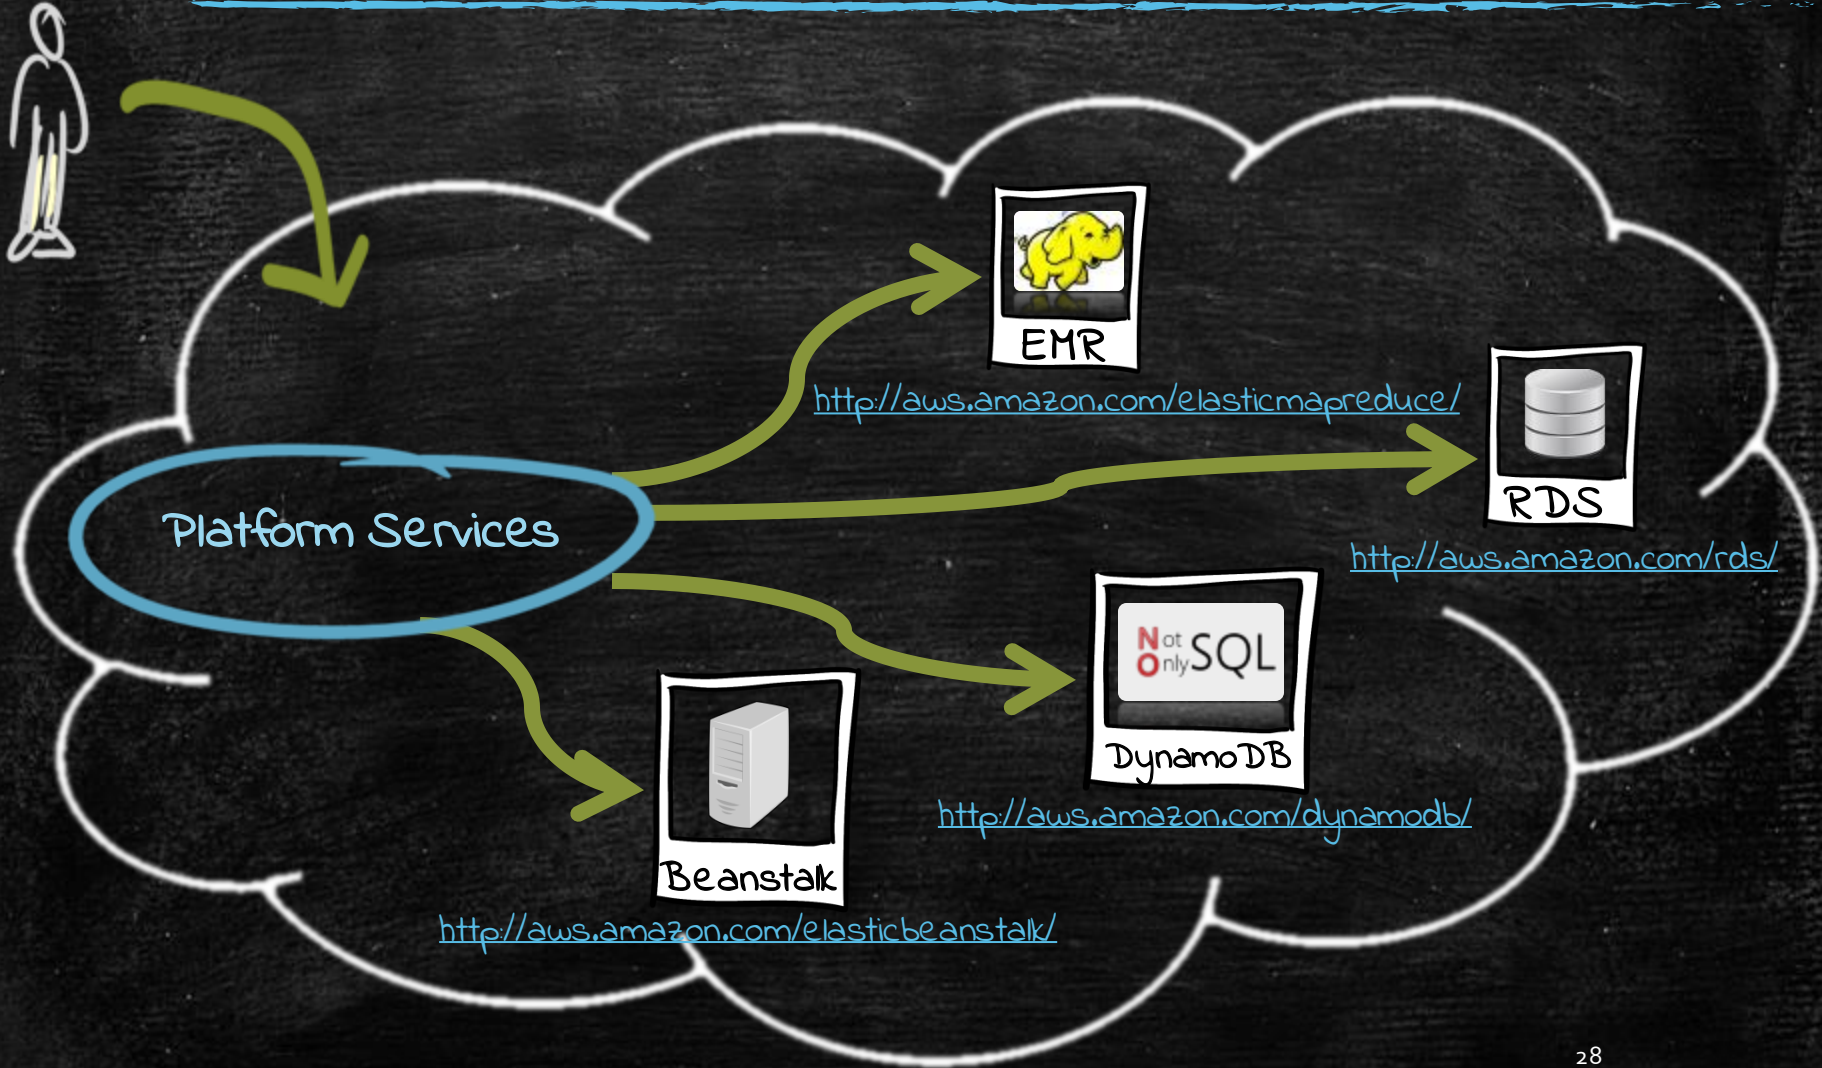 EMR
http://aws.amazon.com/elasticmapreduce/
RDS
http://aws.amazon.com/rds/
Platform Services
Not
Only SQL
DynamoDB
http://aws.amazon.com/dynamodb/
Beanstalk
http://aws.amazon.com/elasticbeanstalk/
28